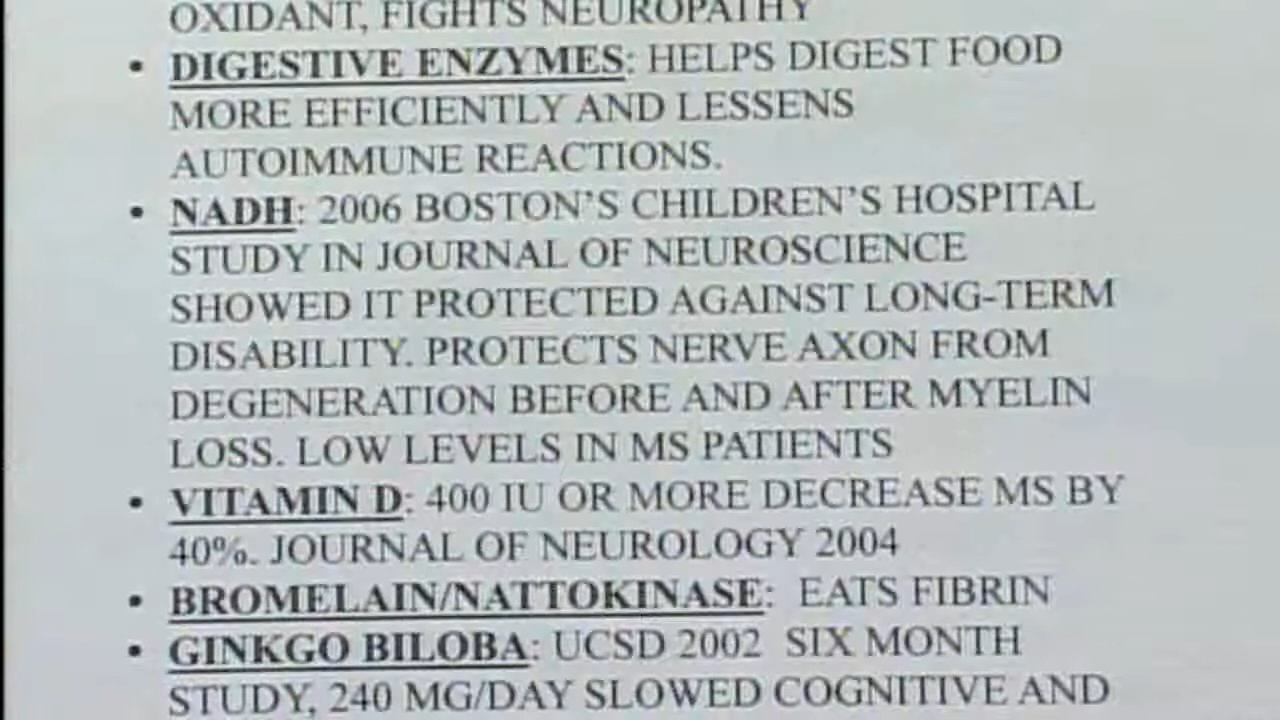 OXIDANT, FIGHTS NEUROPATHY
• DIGESTIVE ENZYMES: HELPS DIGEST FOOD
MORE EFFICIENTLY AND LESSENS
AUTOIMMUNE REACTIONS.
• NADH: 2006 BOSTON'S CHILDREN'S HOSPITAL
STUDY IN JOURNAL OF NEUROSCIENCE
SHOWED IT PROTECTED AGAINST LONG-TERM
DISABILITY. PROTECTS NERVE AXON FROM
DEGENERATION BEFORE AND AFTER MYELIN
LOSS. LOW LEVELS IN MS PATIENTS
• VITAMIN D: 400 IU OR MORE DECREASE MS BY
40%. JOURNAL OF NEUROLOGY 2004
• BROMELAIN/NATTOKINASE: EATS FIBRIN
• GINKGO BILOBA: UCSD 2002 SIX MONTH
STUDY, 240 MG/DAY SLOWED COGNITIVE AND